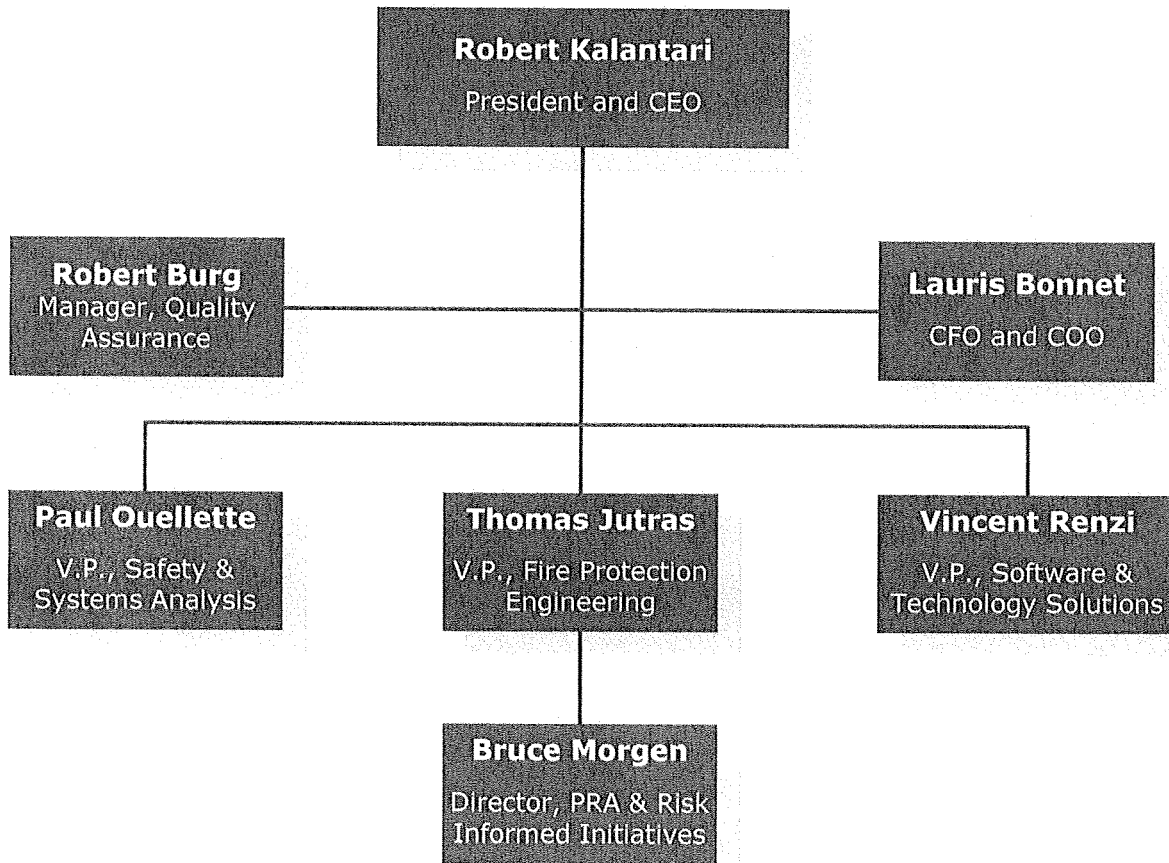 Robert Kalantari
President and CEO
Robert Burg
Manager, Quality
Assurance
Lauris Bonnet
CFO and COO
Paul Ouellette
V.P., Safety &
Systems Analysis
Thomas Jutras
V.P., Fire Protection
Engineering
Vincent Renzi
V.P., Software &
Technology Solutions
Bruce Morgen
Director, PRA & Risk
Informed Initiatives